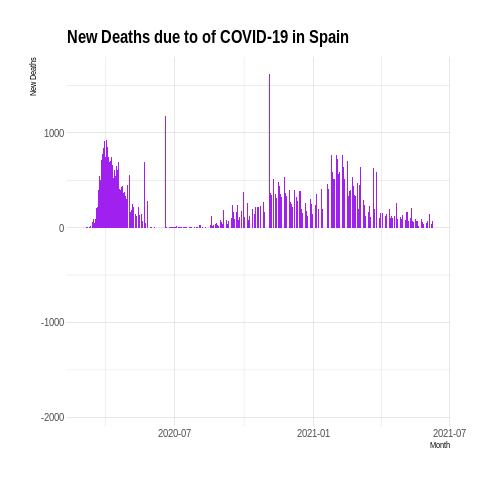 New Deaths due to of COVID-19 in Spain
New Deaths
1000
0
-1000
-2000
2020-07
2021-01
2021-07
Month